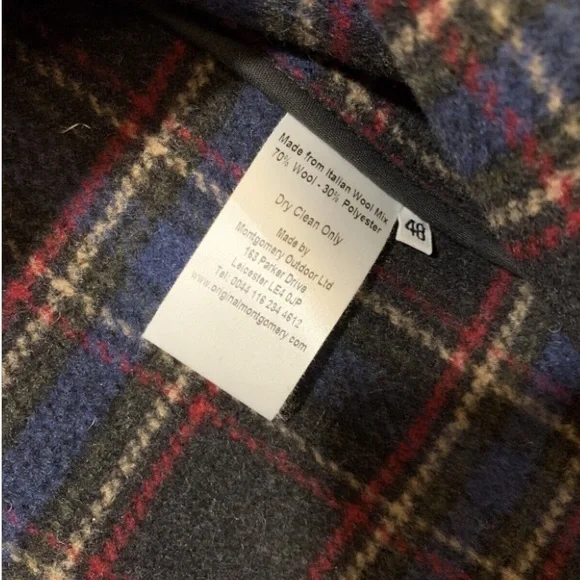 Made from Italian Wool Mix
70% Wool - 30% Polyester
Dry Clean Only
Made by
Montgomery Outdoor Ltd
163 Parker Drive
Leicester LE4 0JP
Tel: 0044 116 234 4612
www.originalmontgomery.com
48